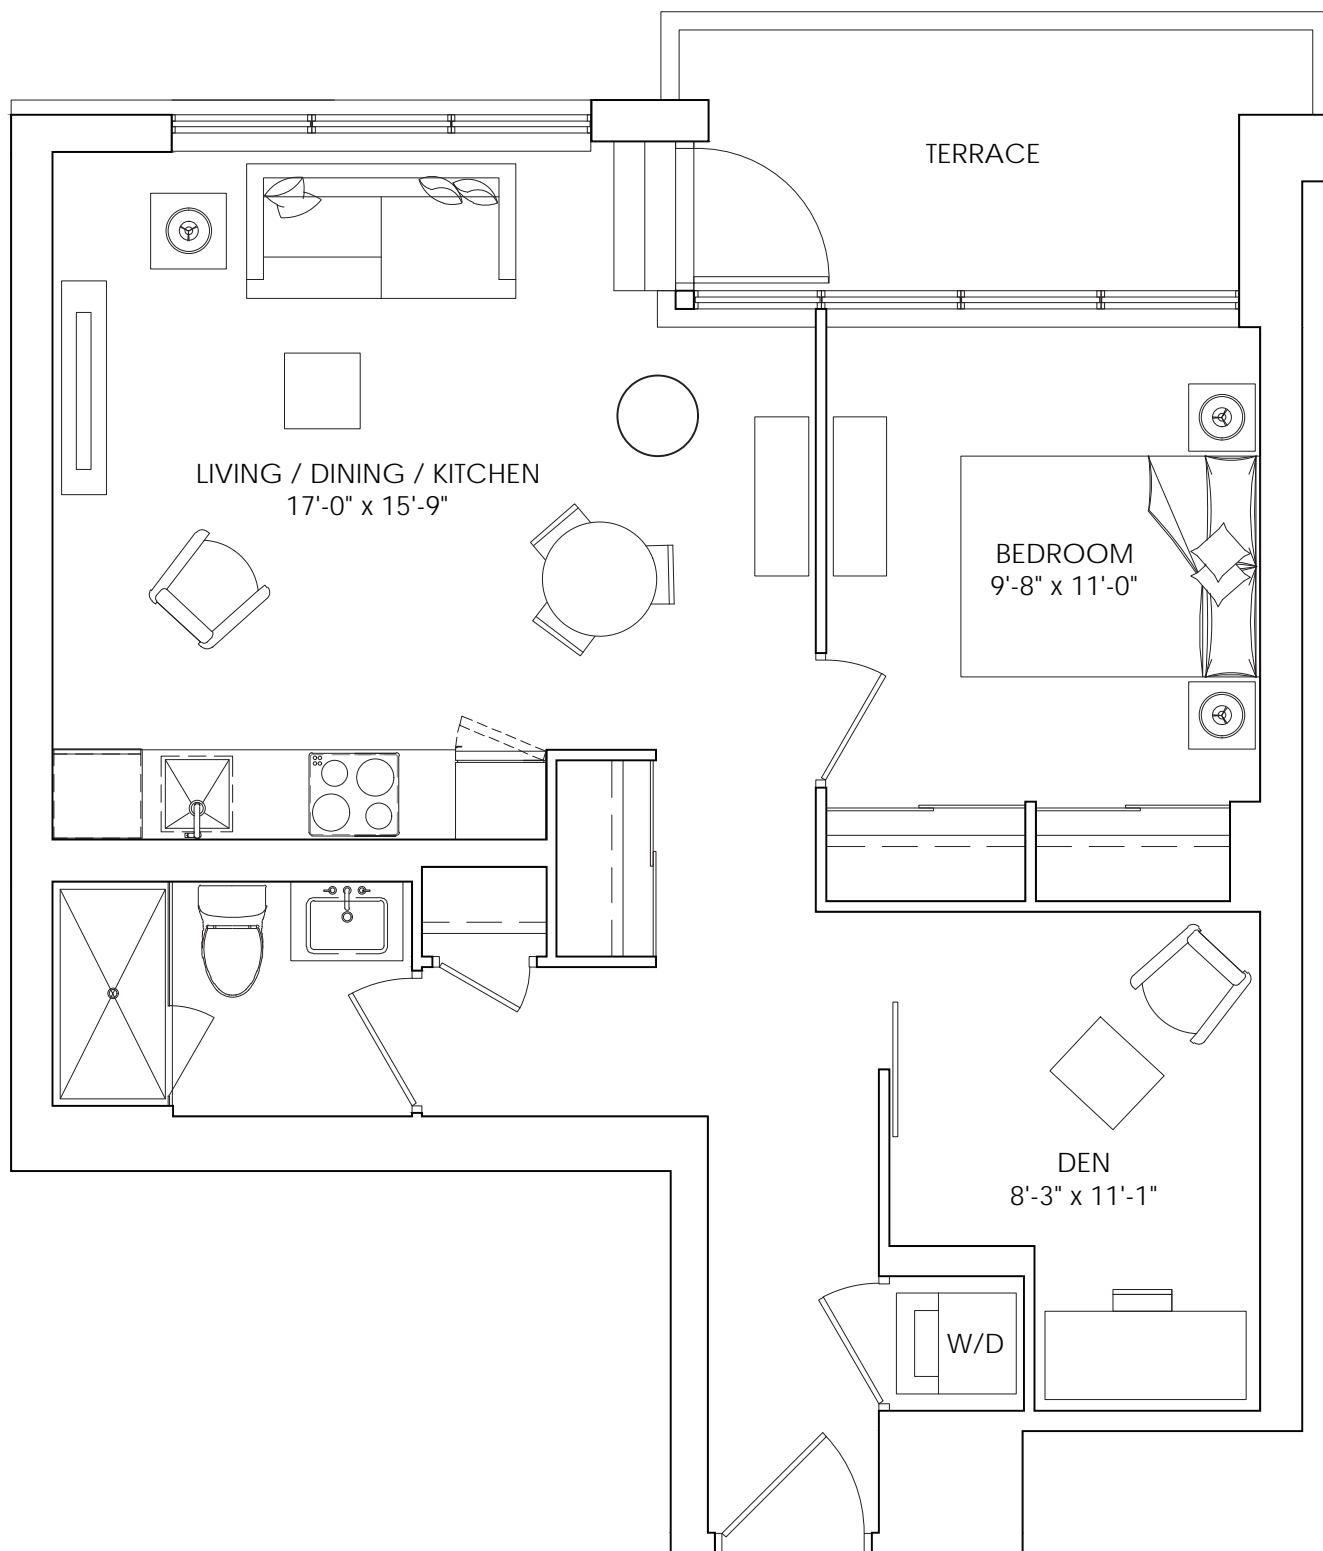 TERRACE
LIVING / DINING / KITCHEN
17'-0" x 15'-9"
BEDROOM
9'-8" x 11'-0"
DEN
8'-3" x 11'-1"
W/D